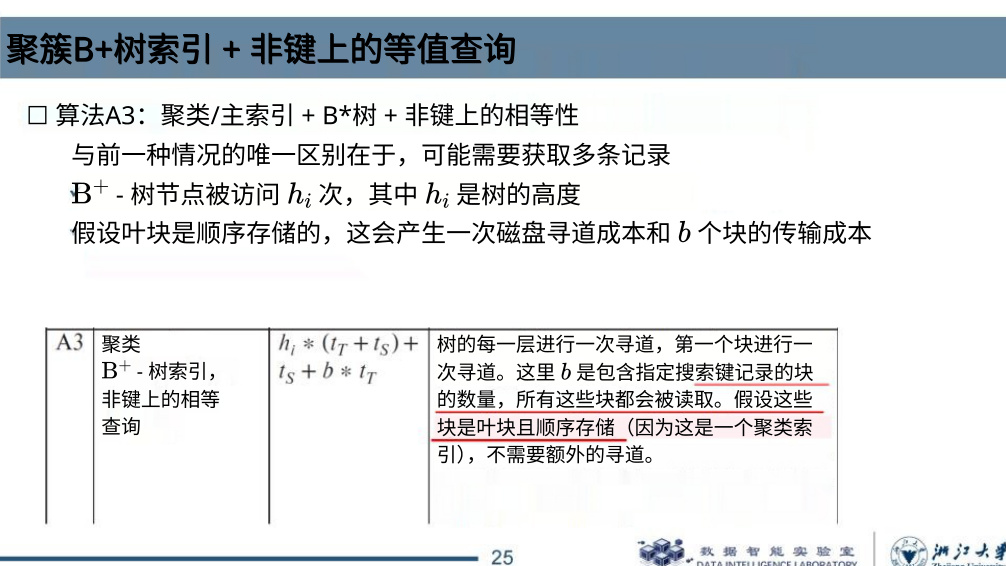 聚簇B+树索引 + 非键上的等值查询
□ 算法A3：聚类/主索引 + B*树 + 非键上的相等性
与前一种情况的唯一区别在于，可能需要获取多条记录
B⁺ - 树节点被访问 hᵢ 次，其中 hᵢ 是树的高度
假设叶块是顺序存储的，这会产生一次磁盘寻道成本和 b 个块的传输成本
A3
聚类
B⁺ - 树索引，
非键上的相等
查询
hᵢ * (t_T + t_S) +
t_S + b * t_T
树的每一层进行一次寻道，第一个块进行一
次寻道。这里 b 是包含指定搜索键记录的块
的数量，所有这些块都会被读取。假设这些
块是叶块且顺序存储（因为这是一个聚类索
引），不需要额外的寻道。
25
数据智能实验室
DATA INTELLIGENCE LABORATORY
浙江大学
Zhejiang University